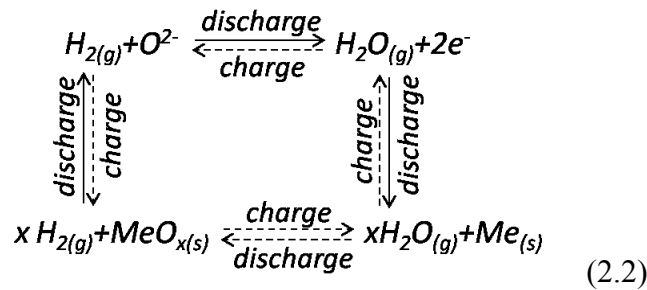 discharge
H₂(g)+O²⁻ H₂O(g)+2e⁻
charge
discharge charge charge discharge
charge
x H₂(g)+MeOₓ(s) xH₂O(g)+Me(s)
discharge
(2.2)